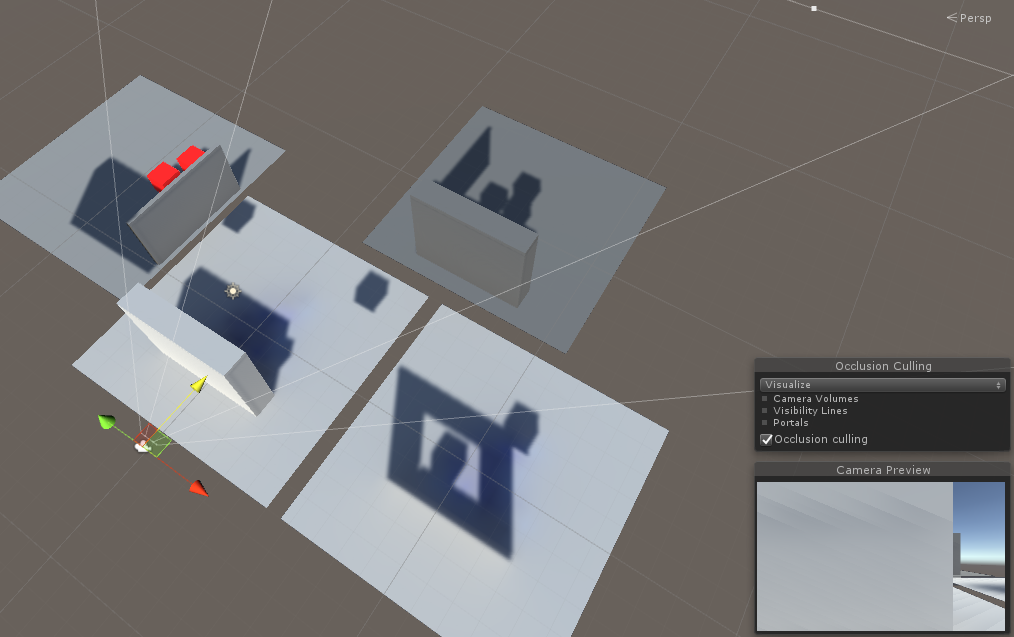 Persp
Occlusion Culling
Visualize
Camera Volumes
Visibility Lines
Portals
Occlusion culling
Camera Preview